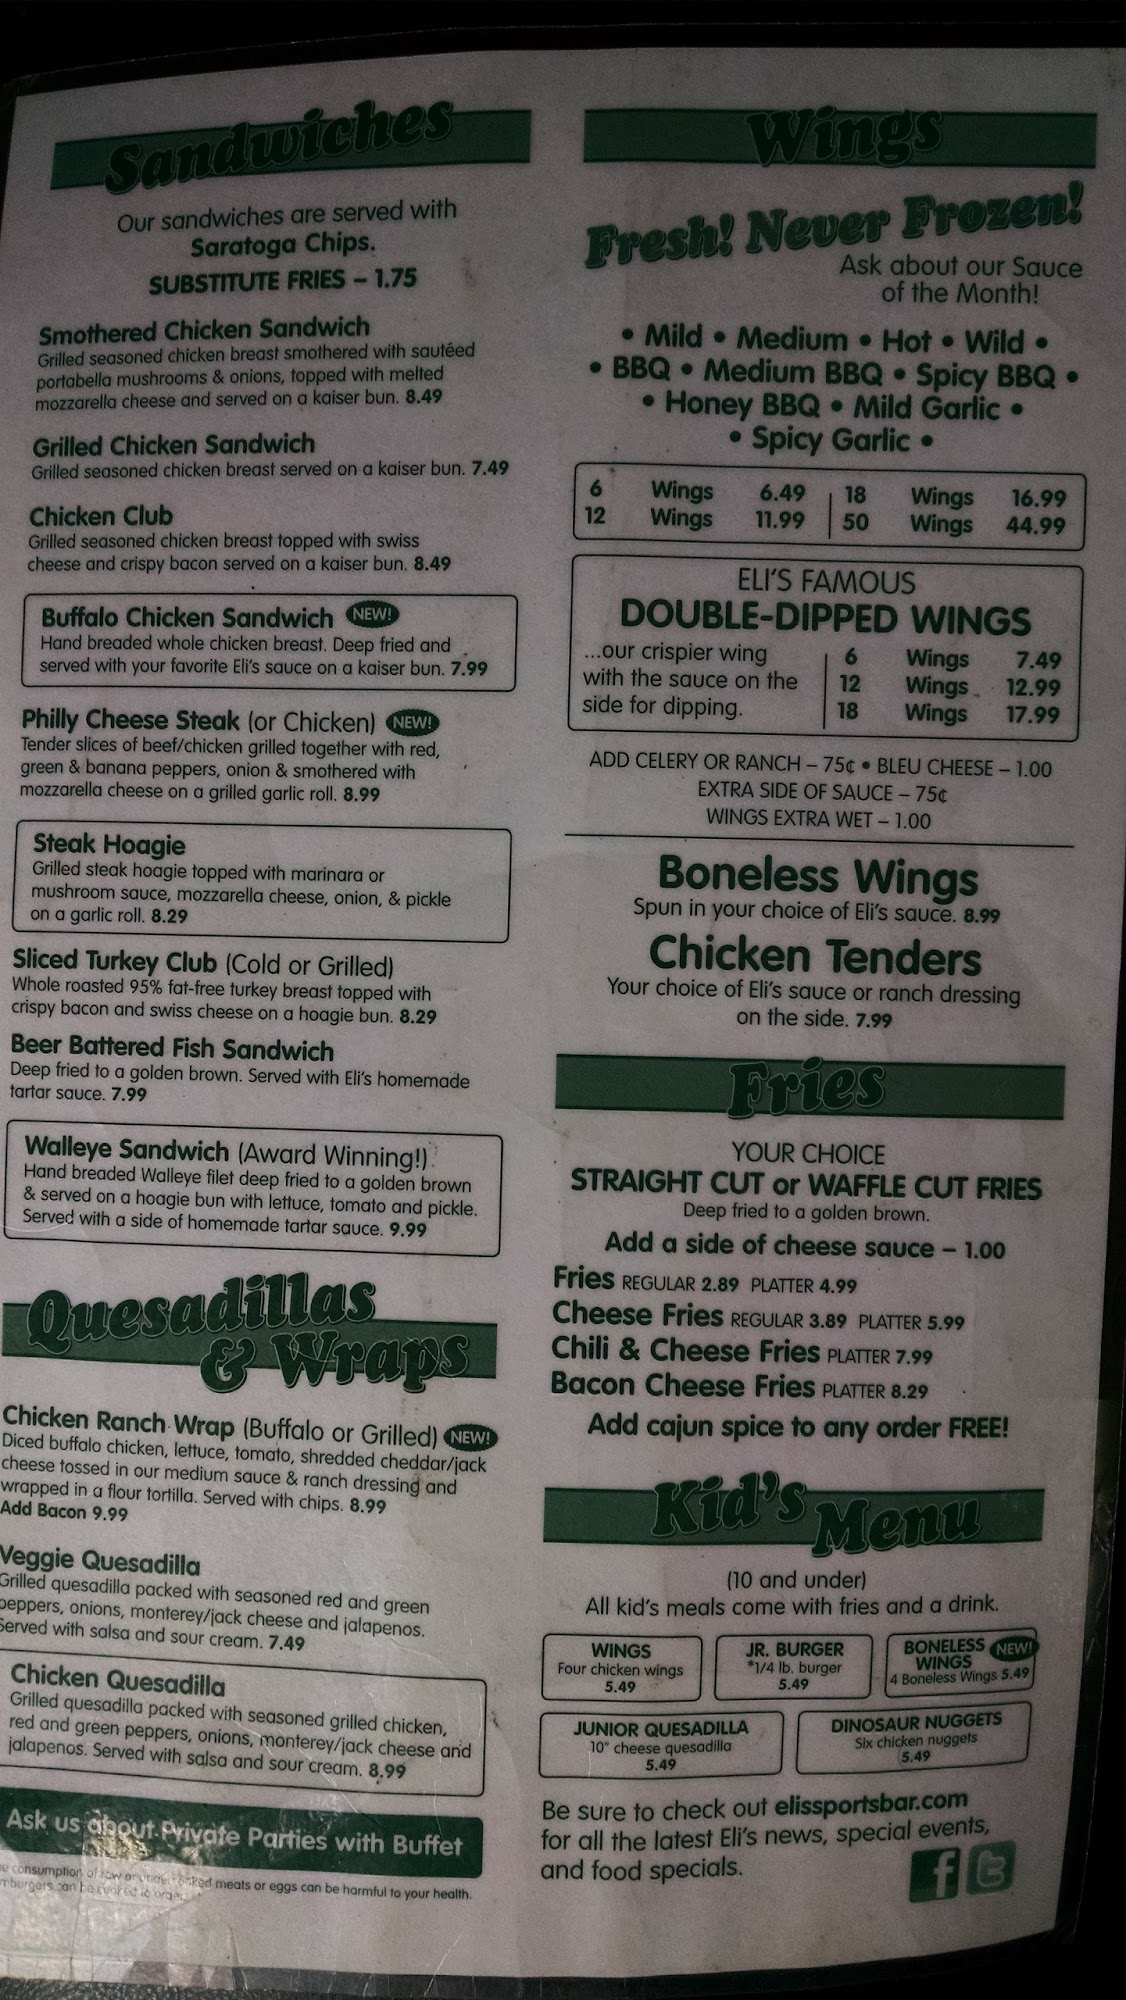 Sandwiches
Our sandwiches are served with
Saratoga Chips.
SUBSTITUTE FRIES – 1.75
Smothered Chicken Sandwich
Grilled seasoned chicken breast smothered with sautéed
portabella mushrooms & onions, topped with melted
mozzarella cheese and served on a kaiser bun. 8.49
Grilled Chicken Sandwich
Grilled seasoned chicken breast served on a kaiser bun. 7.49
Chicken Club
Grilled seasoned chicken breast topped with swiss
cheese and crispy bacon served on a kaiser bun. 8.49
Buffalo Chicken Sandwich NEW!
Hand breaded whole chicken breast. Deep fried and
served with your favorite Eli's sauce on a kaiser bun. 7.99
Philly Cheese Steak (or Chicken) NEW!
Tender slices of beef/chicken grilled together with red,
green & banana peppers, onion & smothered with
mozzarella cheese on a grilled garlic roll. 8.99
Steak Hoagie
Grilled steak hoagie topped with marinara or
mushroom sauce, mozzarella cheese, onion, & pickle
on a garlic roll. 8.29
Sliced Turkey Club (Cold or Grilled)
Whole roasted 95% fat-free turkey breast topped with
crispy bacon and swiss cheese on a hoagie bun. 8.29
Beer Battered Fish Sandwich
Deep fried to a golden brown. Served with Eli's homemade
tartar sauce. 7.99
Walleye Sandwich (Award Winning!)
Hand breaded Walleye filet deep fried to a golden brown
& served on a hoagie bun with lettuce, tomato and pickle.
Served with a side of homemade tartar sauce. 9.99
Quesadillas
& Wraps
Chicken Ranch Wrap (Buffalo or Grilled) NEW!
Diced buffalo chicken, lettuce, tomato, shredded cheddar/jack
cheese tossed in our medium sauce & ranch dressing and
wrapped in a flour tortilla. Served with chips. 8.99
Add Bacon 9.99
Veggie Quesadilla
Grilled quesadilla packed with seasoned red and green
peppers, onions, monterey/jack cheese and jalapenos.
Served with salsa and sour cream. 7.49
Chicken Quesadilla
Grilled quesadilla packed with seasoned grilled chicken,
red and green peppers, onions, monterey/jack cheese and
jalapenos. Served with salsa and sour cream. 8.99
Ask us about Private Parties with Buffet
consumption of raw or meats or eggs can be harmful to your health.
can be cooked to order
Wings
Fresh! Never Frozen!
Ask about our Sauce
of the Month!
• Mild • Medium • Hot • Wild •
• BBQ • Medium BBQ • Spicy BBQ •
• Honey BBQ • Mild Garlic •
• Spicy Garlic •
6 Wings 6.49 18 Wings 16.99
12 Wings 11.99 50 Wings 44.99
ELI'S FAMOUS
DOUBLE-DIPPED WINGS
...our crispier wing
with the sauce on the
side for dipping.
6 Wings 7.49
12 Wings 12.99
18 Wings 17.99
ADD CELERY OR RANCH – 75¢ • BLEU CHEESE – 1.00
EXTRA SIDE OF SAUCE – 75¢
WINGS EXTRA WET – 1.00
Boneless Wings
Spun in your choice of Eli's sauce. 8.99
Chicken Tenders
Your choice of Eli's sauce or ranch dressing
on the side. 7.99
Fries
YOUR CHOICE
STRAIGHT CUT or WAFFLE CUT FRIES
Deep fried to a golden brown.
Add a side of cheese sauce – 1.00
Fries REGULAR 2.89 PLATTER 4.99
Cheese Fries REGULAR 3.89 PLATTER 5.99
Chili & Cheese Fries PLATTER 7.99
Bacon Cheese Fries PLATTER 8.29
Add cajun spice to any order FREE!
Kid's Menu
(10 and under)
All kid's meals come with fries and a drink.
WINGS
Four chicken wings
5.49
JR. BURGER
*1/4 lb. burger
5.49
BONELESS NEW!
WINGS
4 Boneless Wings 5.49
JUNIOR QUESADILLA
10" cheese quesadilla
5.49
DINOSAUR NUGGETS
Six chicken nuggets
5.49
Be sure to check out elissportsbar.com
for all the latest Eli's news, special events,
and food specials.
f t